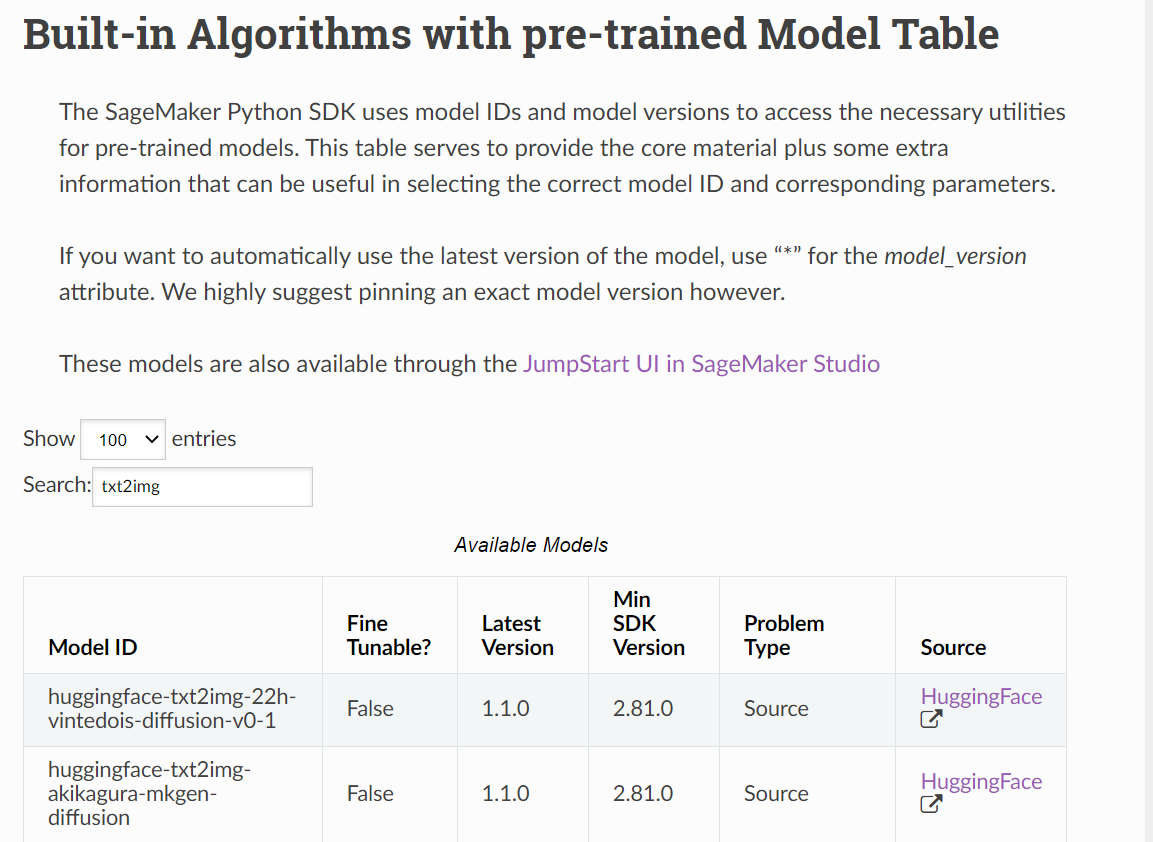 Built-in Algorithms with pre-trained Model Table
The SageMaker Python SDK uses model IDs and model versions to access the necessary utilities
for pre-trained models. This table serves to provide the core material plus some extra
information that can be useful in selecting the correct model ID and corresponding parameters.
If you want to automatically use the latest version of the model, use “*” for the model_version
attribute. We highly suggest pinning an exact model version however.
These models are also available through the JumpStart UI in SageMaker Studio
Show 100 entries
Search: txt2img
Available Models
Model ID
Fine
Tunable?
Latest
Version
Min
SDK
Version
Problem
Type
Source
huggingface-txt2img-22h-
vintedois-diffusion-v0-1
False
1.1.0
2.81.0
Source
HuggingFace
huggingface-txt2img-
akikagura-mkgen-
diffusion
False
1.1.0
2.81.0
Source
HuggingFace